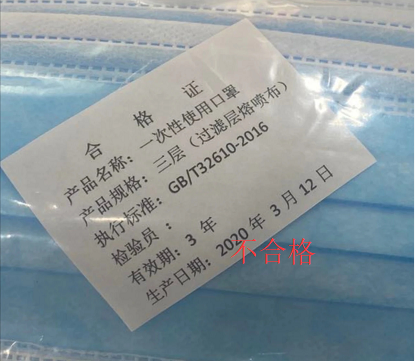 合格证
产品名称：一次性使用口罩
产品规格：三层（过滤层熔喷布）
执行标准：GB/T32610-2016
检验员：
有效期：3 年
生产日期：2020 年 3 月 12 日
不合格